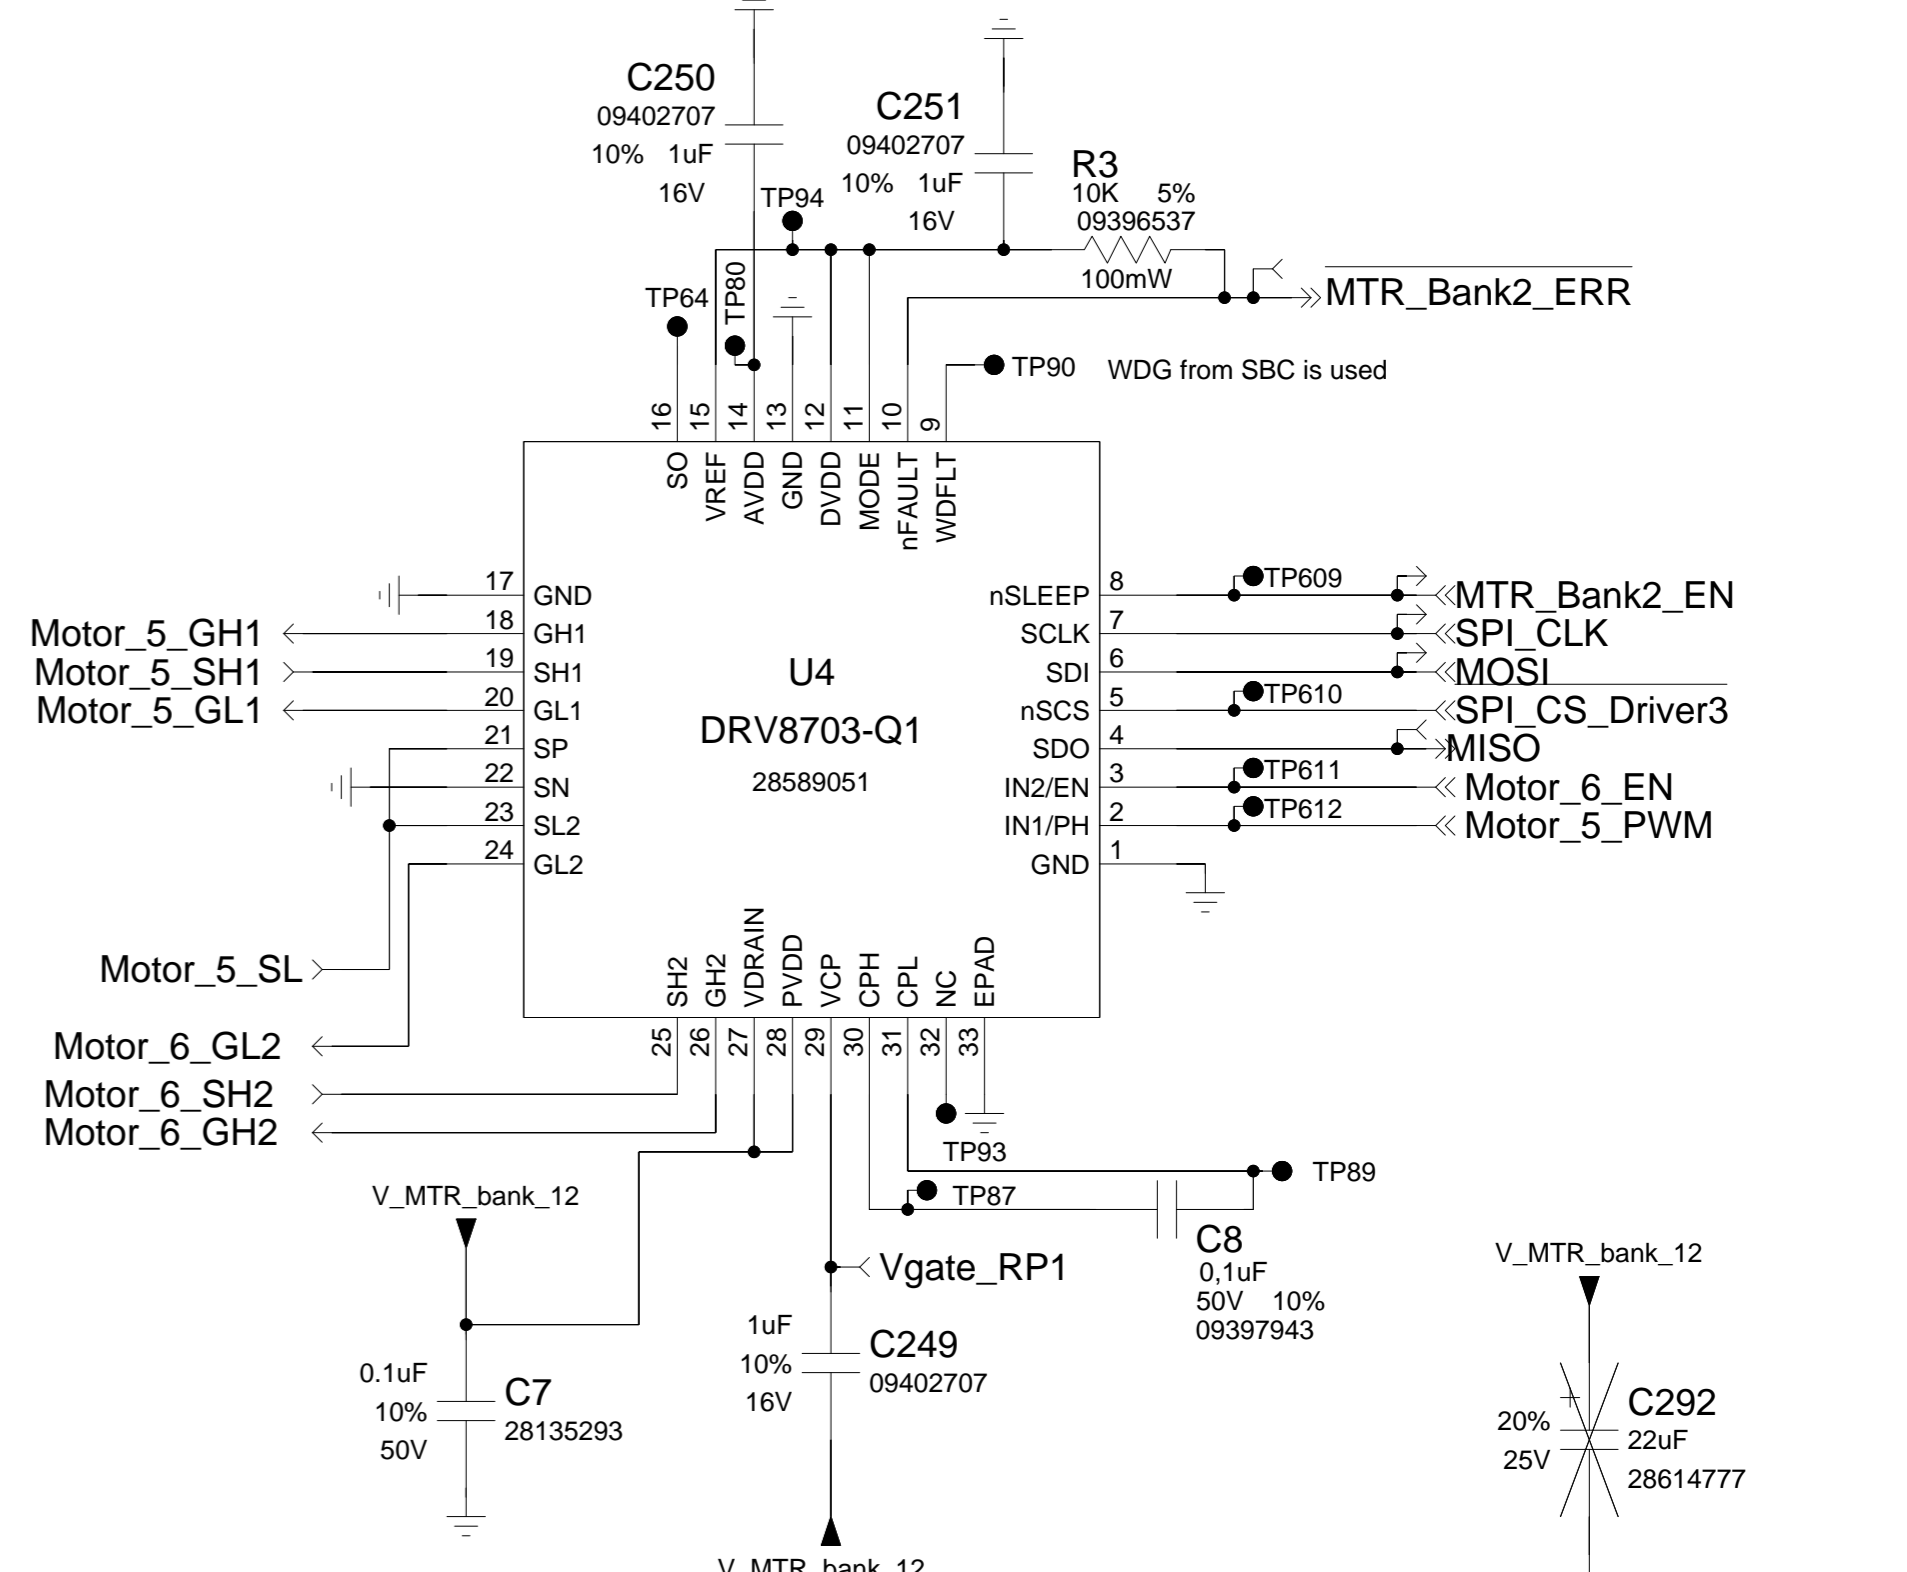 C250
09402707
10% 1uF
16V
C251
09402707
10% 1uF
16V
R3
10K 5%
09396537
100mW
TP94
TP64
TP80
MTR_Bank2_ERR
TP90 WDG from SBC is used
16 15 14 13 12 11 10 9
SO VREF AVDD GND DVDD MODE nFAULT WDFLT
17 GND
Motor_5_GH1 18 GH1
Motor_5_SH1 19 SH1
Motor_5_GL1 20 GL1
21 SP
22 SN
23 SL2
24 GL2
U4
DRV8703-Q1
28589051
nSLEEP 8 TP609 MTR_Bank2_EN
SCLK 7 SPI_CLK
SDI 6 MOSI
nSCS 5 TP610 SPI_CS_Driver3
SDO 4 MISO
IN2/EN 3 TP611 Motor_6_EN
IN1/PH 2 TP612 Motor_5_PWM
GND 1
SH2 GH2 VDRAIN PVDD VCP CPH CPL NC EPAD
25 26 27 28 29 30 31 32 33
Motor_5_SL
Motor_6_GL2
Motor_6_SH2
Motor_6_GH2
TP93
TP89
TP87
V_MTR_bank_12
C8
0,1uF
50V 10%
09397943
Vgate_RP1
V_MTR_bank_12
1uF
10%
16V
C249
09402707
0.1uF
10%
50V
C7
28135293
20%
25V
C292
22uF
28614777
V_MTR_bank_12